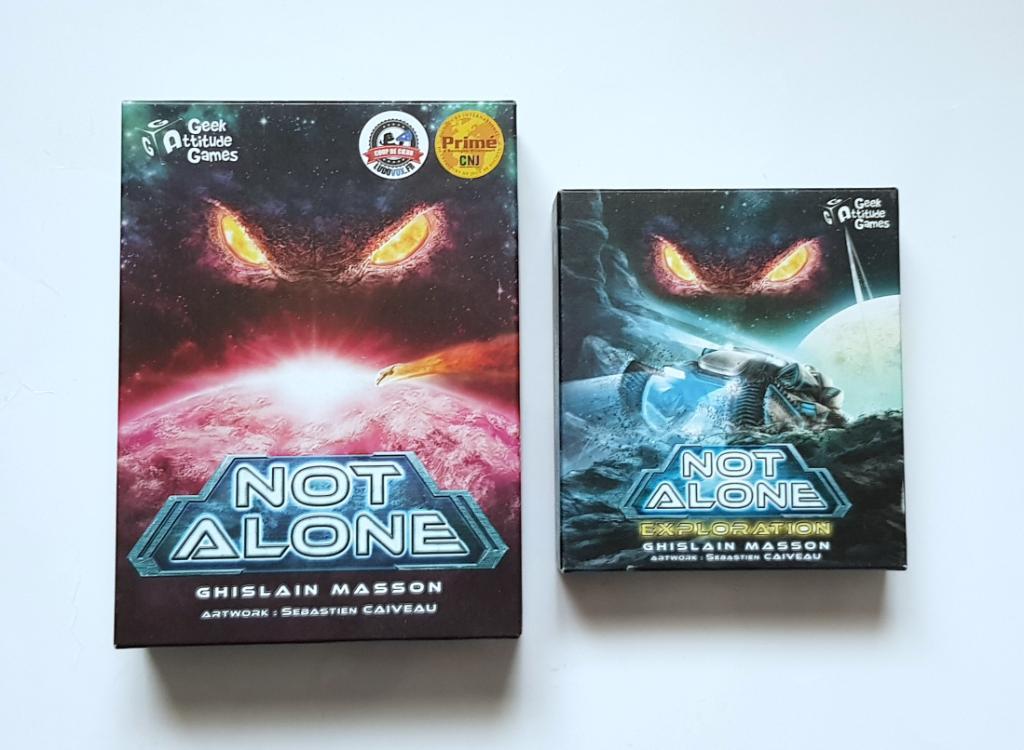 Geek
Attitude
Games
COUP DE CŒUR
LUDOVOX.FR
Primé
CNJ
NOT
ALONE
GHISLAIN MASSON
ARTWORK : SEBASTIEN CAIVEAU
Geek
Attitude
Games
NOT
ALONE
EXPLORATION
GHISLAIN MASSON
ARTWORK : SEBASTIEN CAIVEAU